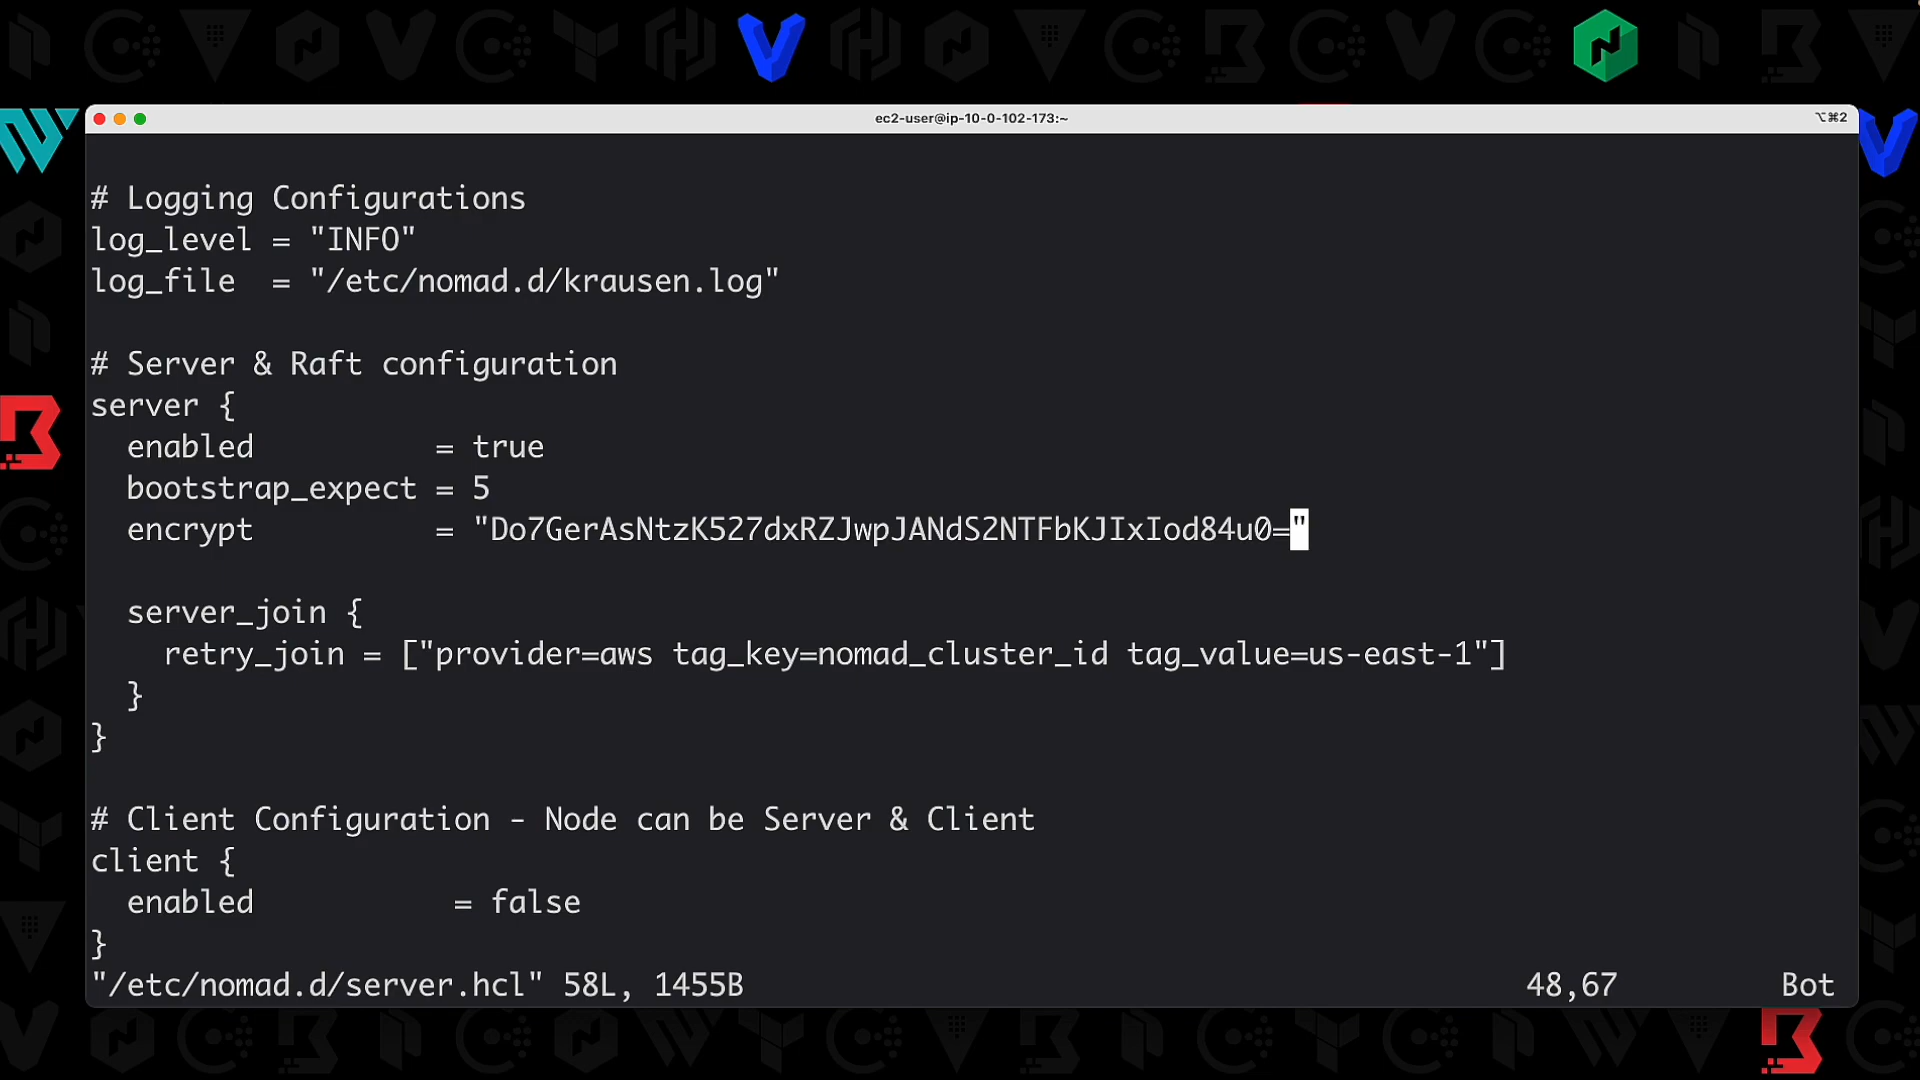 ec2-user@ip-10-0-102-173:~
⌥⌘2
# Logging Configurations
log_level = "INFO"
log_file  = "/etc/nomad.d/krausen.log"
# Server & Raft configuration
server {
  enabled          = true
  bootstrap_expect = 5
  encrypt          = "Do7GerAsNtzK527dxRZJwpJANdS2NTFbKJIxIod84u0="
  server_join {
    retry_join = ["provider=aws tag_key=nomad_cluster_id tag_value=us-east-1"]
  }
}
# Client Configuration - Node can be Server & Client
client {
  enabled           = false
}
"/etc/nomad.d/server.hcl" 58L, 1455B 48,67 Bot